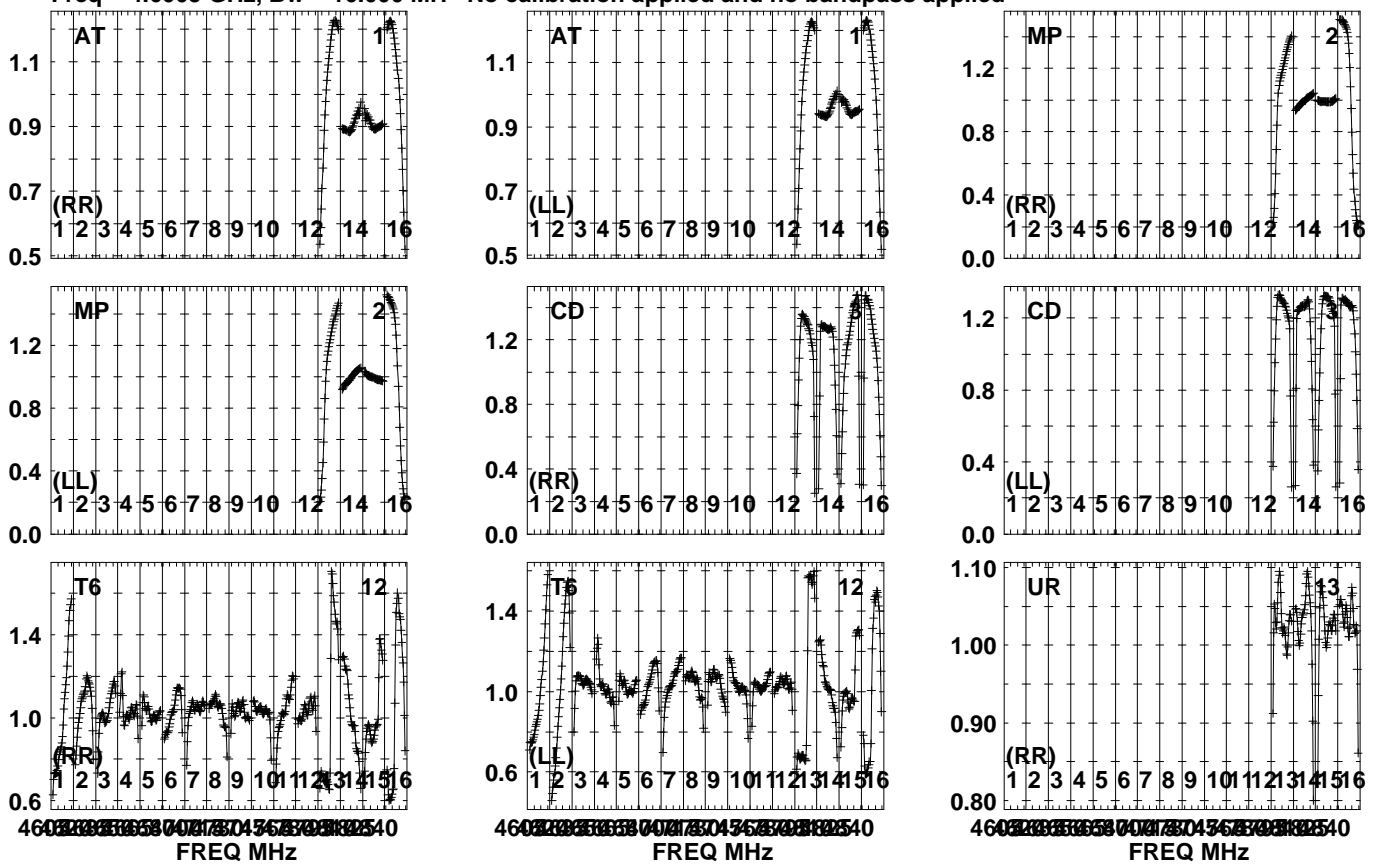 AT 1
1.1
0.9
0.7
0.5
(RR)
1 2 3 4 5 6 7 8 9 10 12 14 16
AT 1
1.1
0.9
0.7
0.5
(LL)
1 2 3 4 5 6 7 8 9 10 12 14 16
MP 2
1.2
0.8
0.4
0.0
(RR)
1 2 3 4 5 6 7 8 9 10 12 14 16
MP 2
1.2
0.8
0.4
0.0
(LL)
1 2 3 4 5 6 7 8 9 10 12 14 16
CD 3
1.2
0.8
0.4
0.0
(RR)
1 2 3 4 5 6 7 8 9 10 12 14 16
CD 3
1.2
0.8
0.4
0.0
(LL)
1 2 3 4 5 6 7 8 9 10 12 14 16
T6 12
1.4
1.0
0.6
(RR)
1 2 3 4 5 6 7 8 9 10 11 12 13 14 15 16
FREQ MHz
T6 12
1.4
1.0
0.6
(LL)
1 2 3 4 5 6 7 8 9 10 11 12 13 14 15 16
FREQ MHz
UR 13
1.10
1.00
0.90
0.80
(RR)
1 2 3 4 5 6 7 8 9 10 11 12 13 14 15 16
FREQ MHz